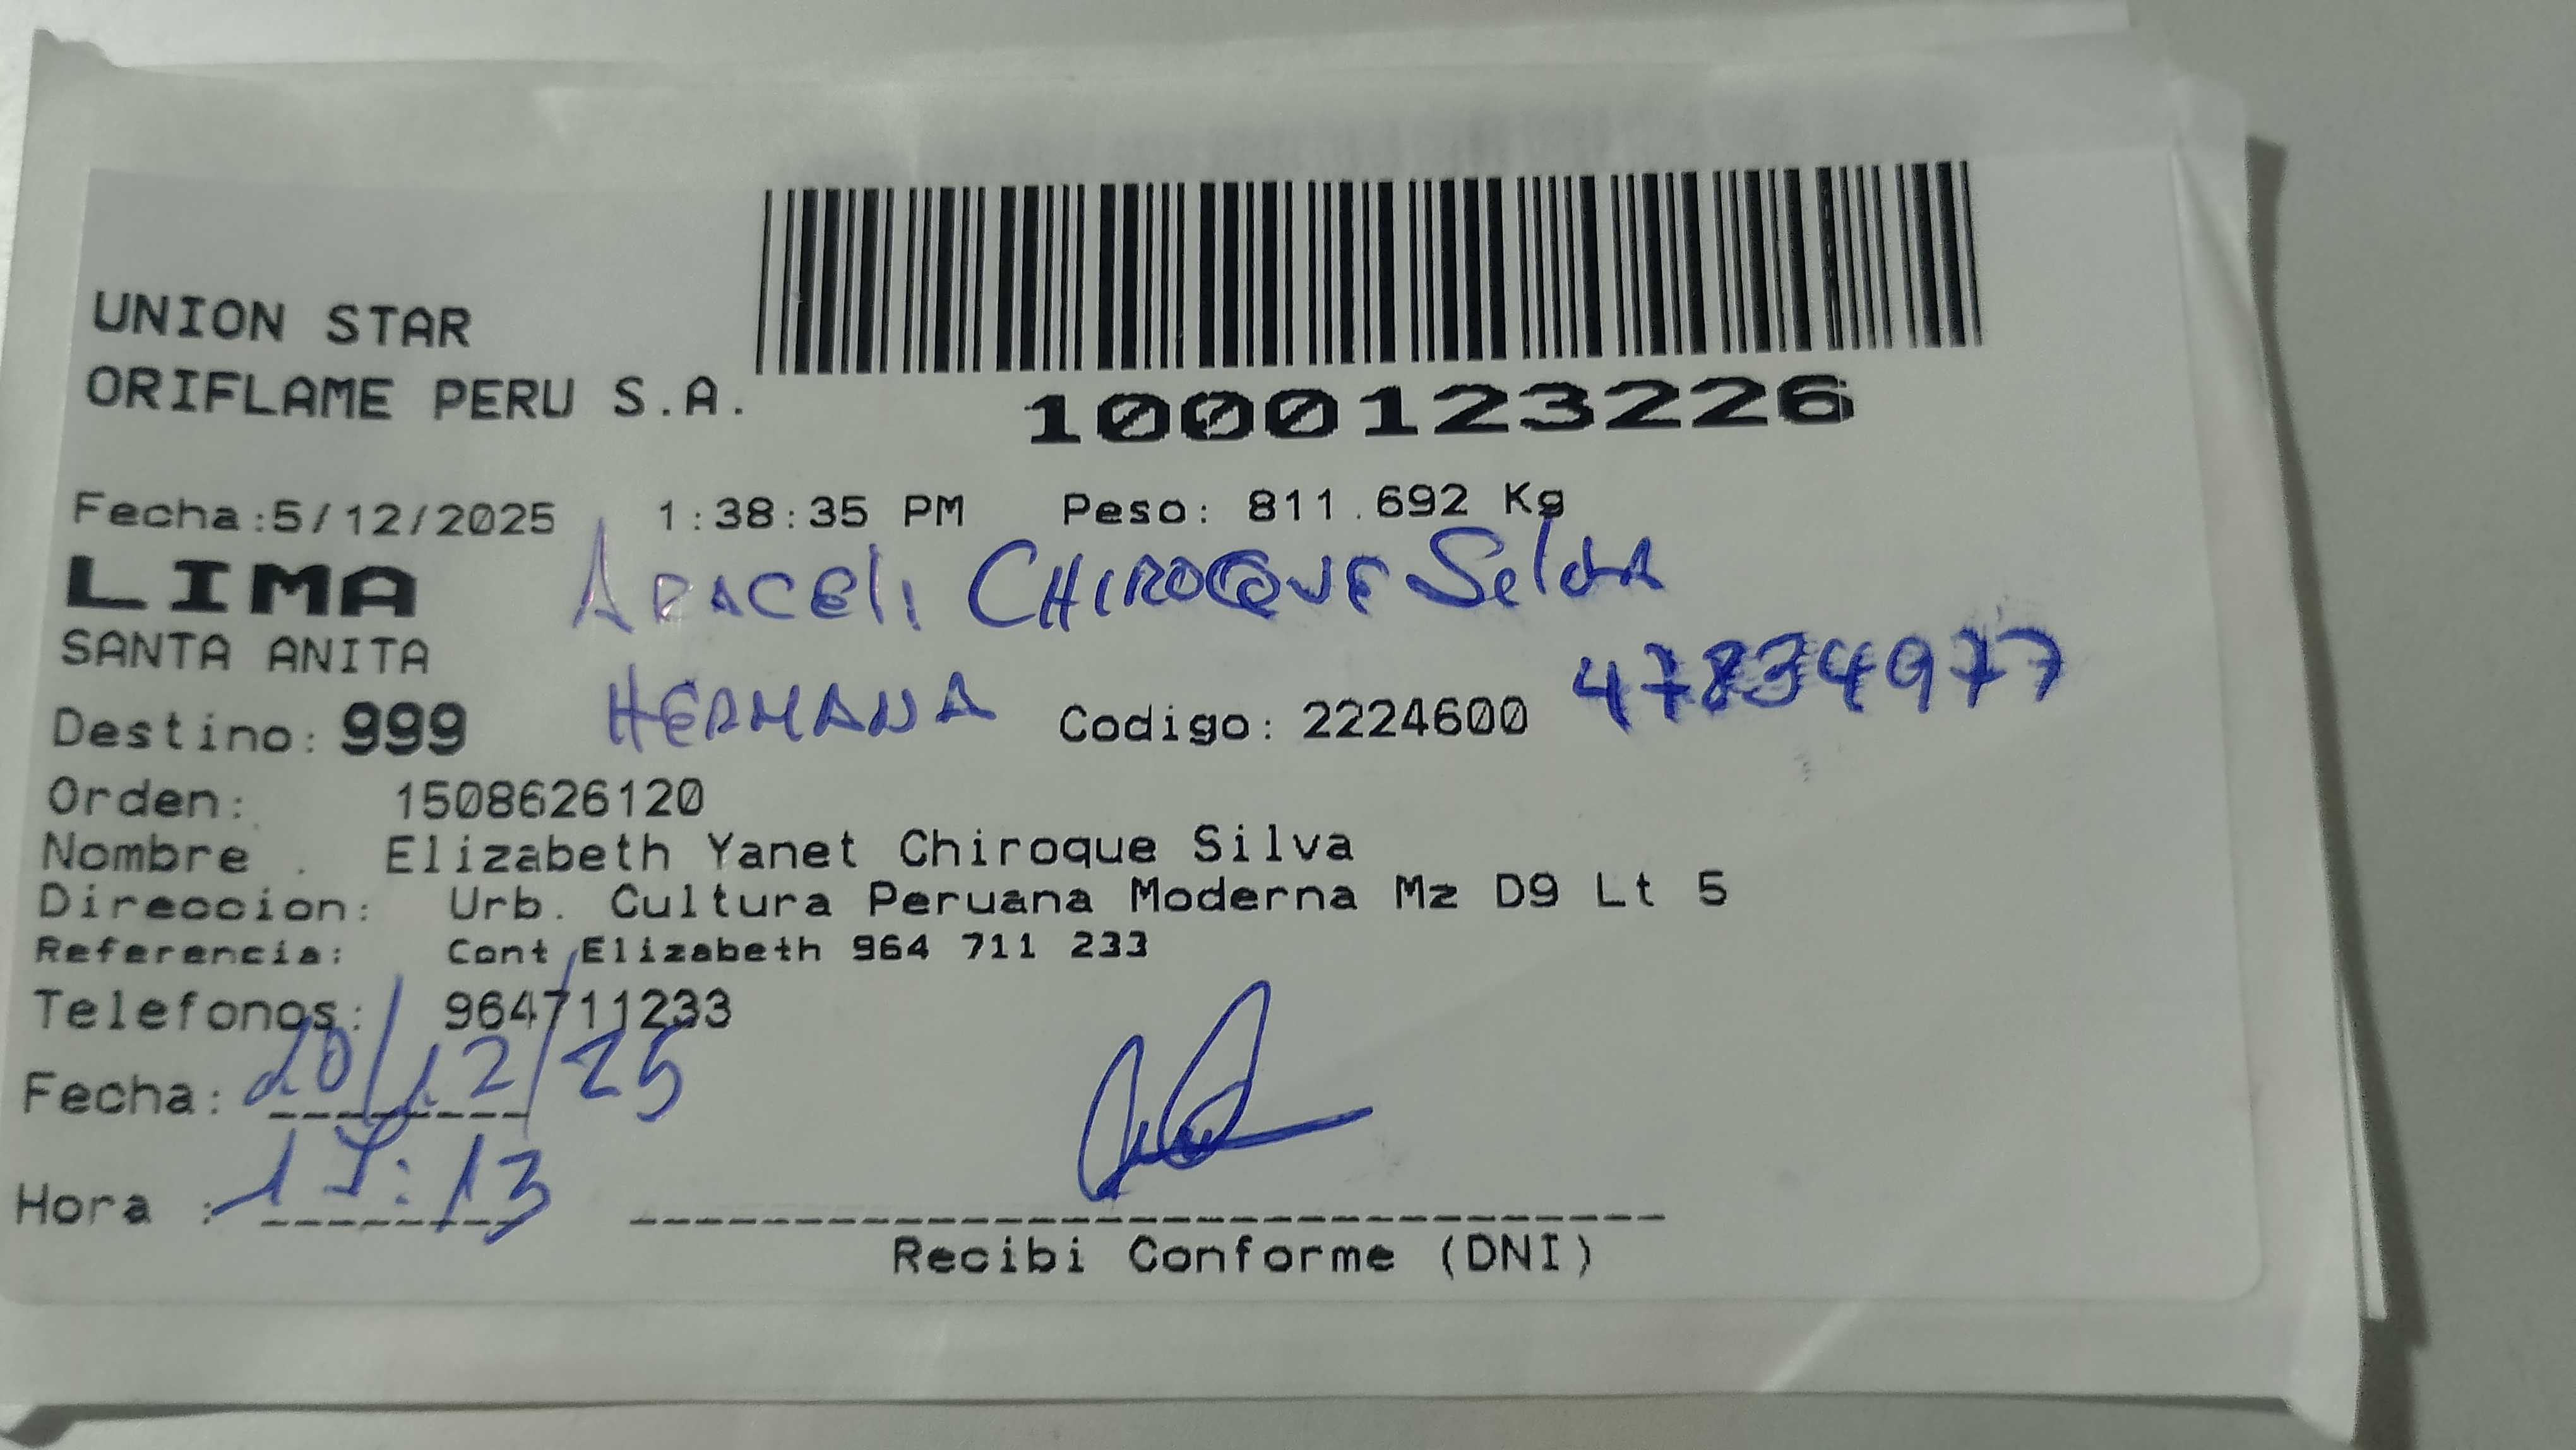 UNION STAR
ORIFLAME PERU S.A.
1000123226
Fecha:5/12/2025 1:38:35 PM Peso: 811.692 Kg
LIMA
ARACELI CHIROQUE
SANTA ANITA
47834977
HERMANA
Destino: 999 Codigo: 2224600
Orden: 1508626120
Nombre . Elizabeth Yanet Chiroque Silva
Direccion: Urb. Cultura Peruana Moderna Mz D9 Lt 5
Referencia: Cont Elizabeth 964 711 233
Telefonos: 964711233
Fecha: 20/12/25
Hora : :13
Recibi Conforme (DNI)